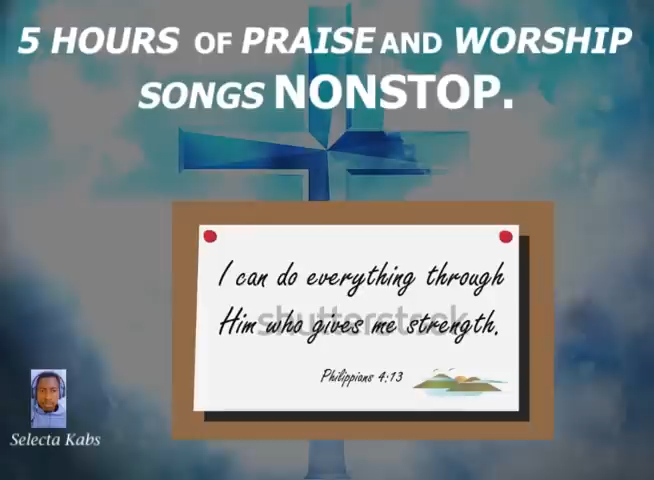 5 HOURS OF PRAISE AND WORSHIP
SONGS NONSTOP.
I can do everything through
Him who gives me strength.
shutterstock
Philippians 4:13
Selecta Kabs